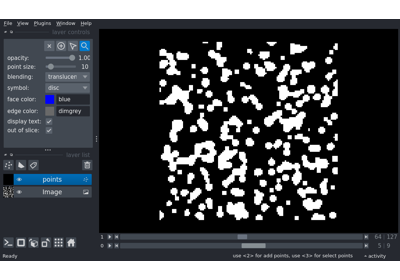 File View Plugins Window Help
layer controls
opacity: 1.00
point size: 10
blending: translucen
symbol: disc
face color: blue
edge color: dimgrey
display text:
out of slice:
layer list
points
Image
1 64 127
0 5 9
Ready use <2> for add points, use <3> for select points activity